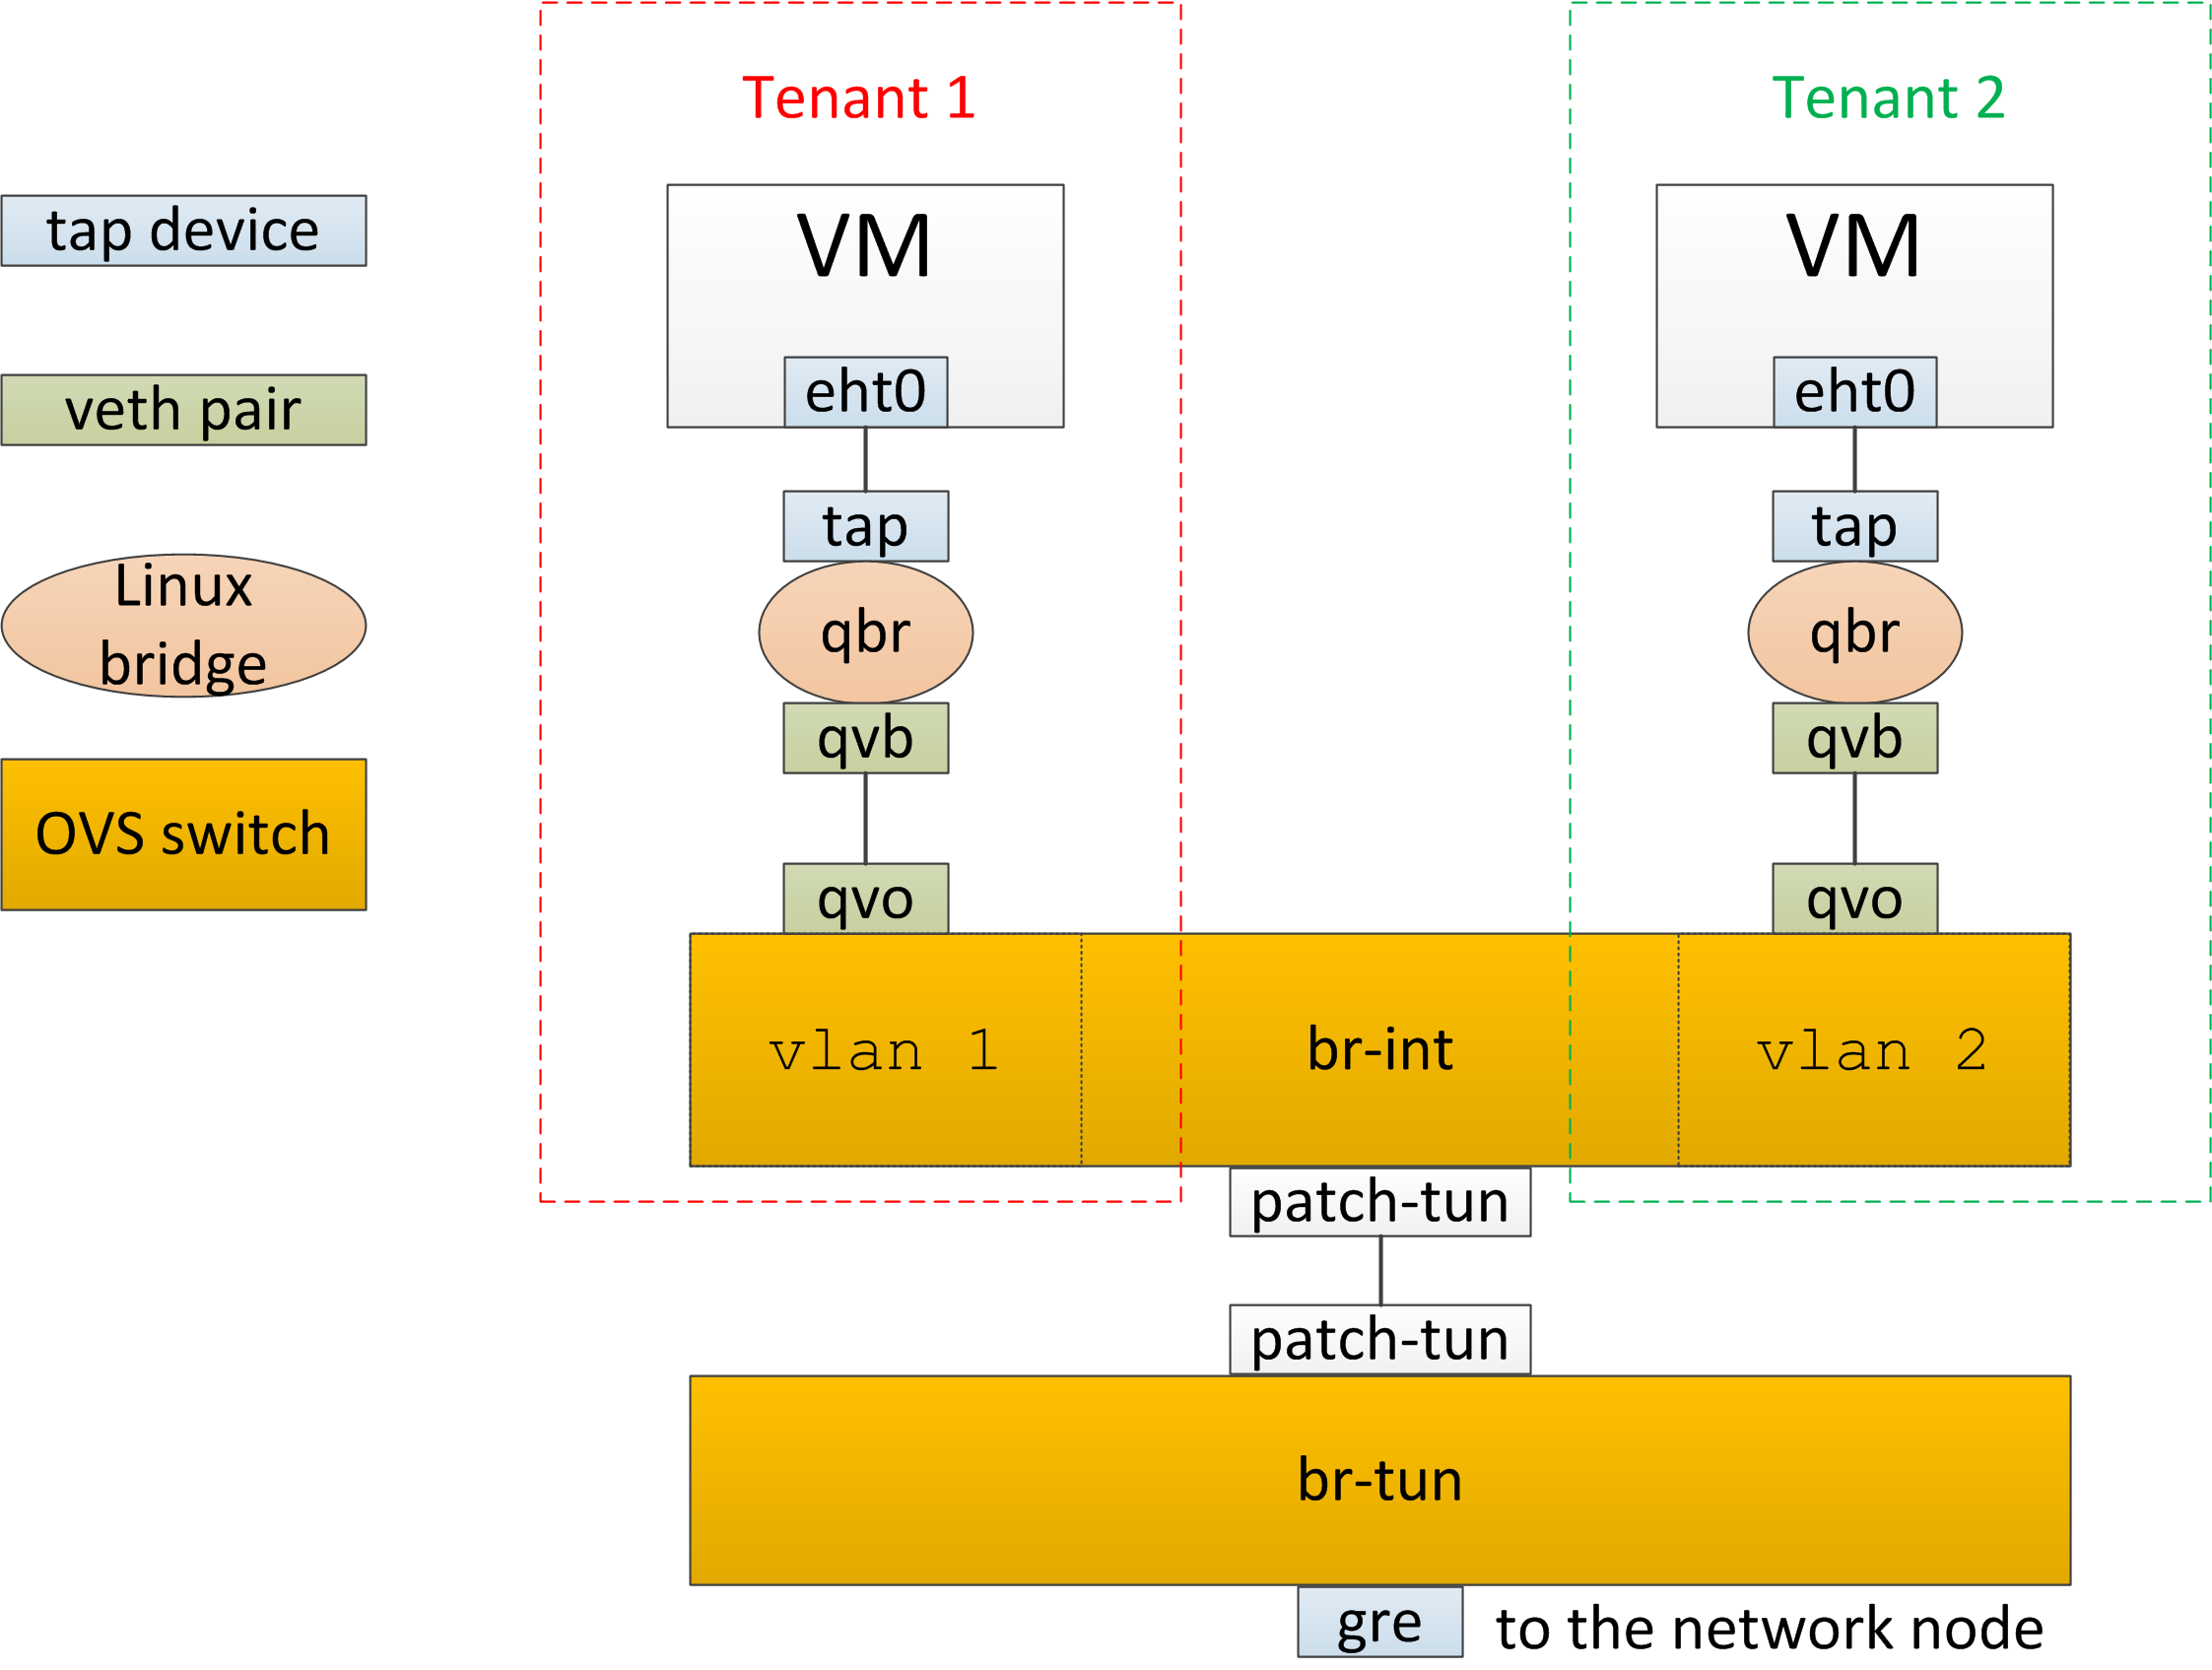 Tenant 1
Tenant 2
tap device
veth pair
Linux
bridge
OVS switch
VM
eht0
tap
qbr
qvb
qvo
VM
eht0
tap
qbr
qvb
qvo
vlan 1
br-int
vlan 2
patch-tun
patch-tun
br-tun
gre
to the network node